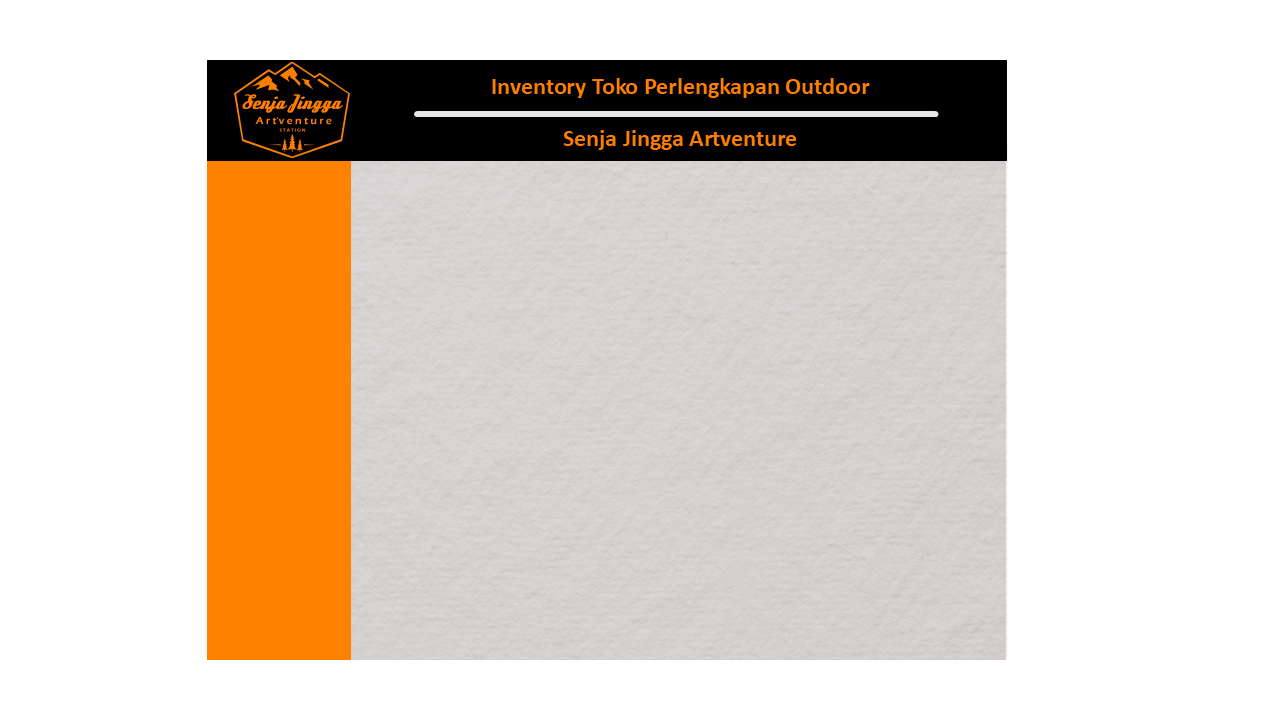 Inventory Toko Perlengkapan Outdoor
Senja Jingga Artventure
Senja Jingga
Art'venture
STATION